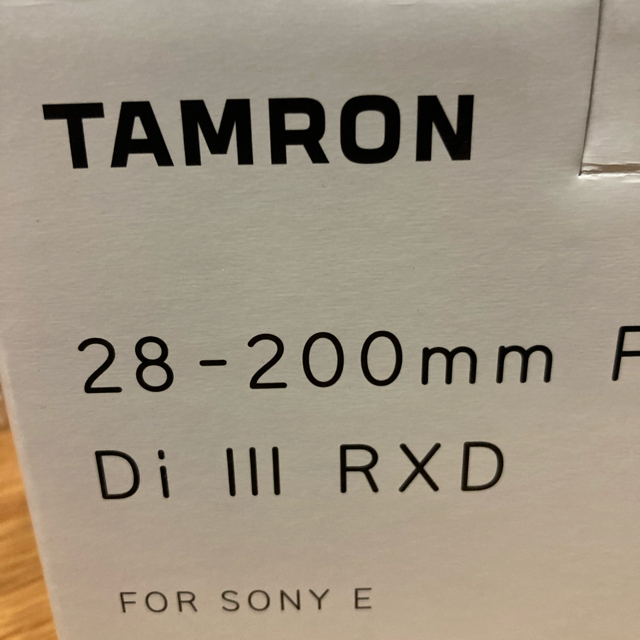 TAMRON
28-200mm F
Di III RXD
FOR SONY E